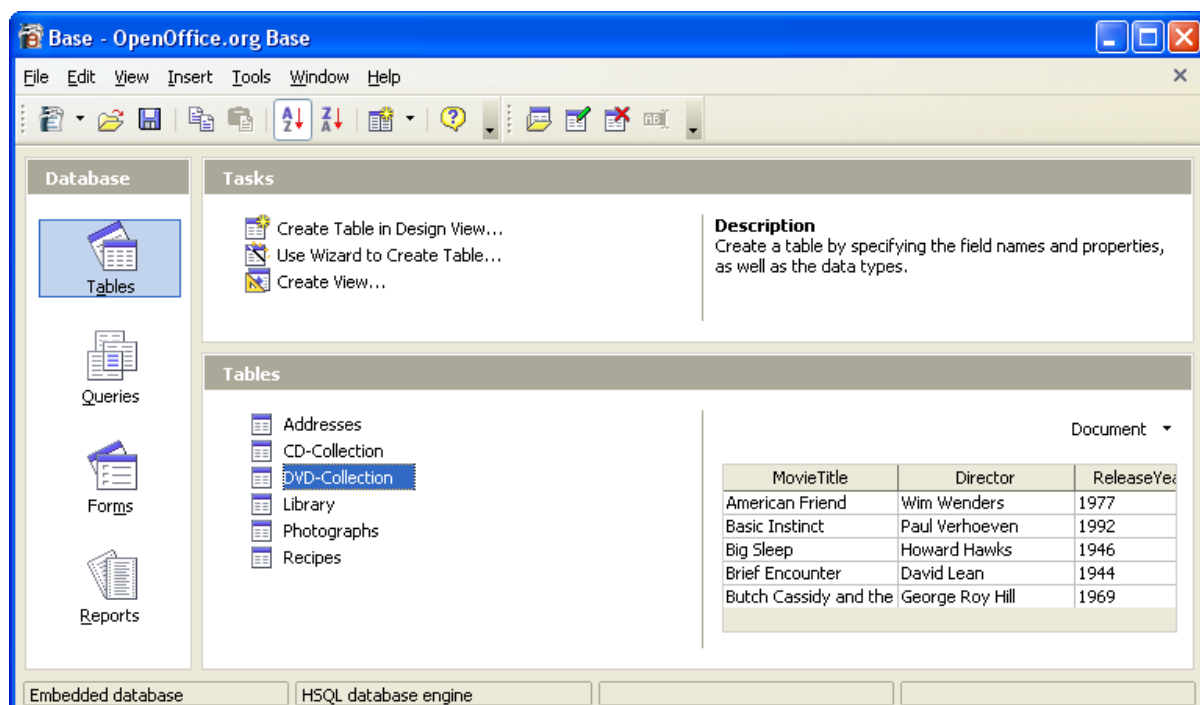 Base - OpenOffice.org Base
File Edit View Insert Tools Window Help
Database
Tables
Queries
Forms
Reports
Tasks
Create Table in Design View...
Use Wizard to Create Table...
Create View...
Description
Create a table by specifying the field names and properties,
as well as the data types.
Tables
Addresses
CD-Collection
DVD-Collection
Library
Photographs
Recipes
Document
MovieTitle Director ReleaseYea
American Friend Wim Wenders 1977
Basic Instinct Paul Verhoeven 1992
Big Sleep Howard Hawks 1946
Brief Encounter David Lean 1944
Butch Cassidy and the George Roy Hill 1969
Embedded database HSQL database engine